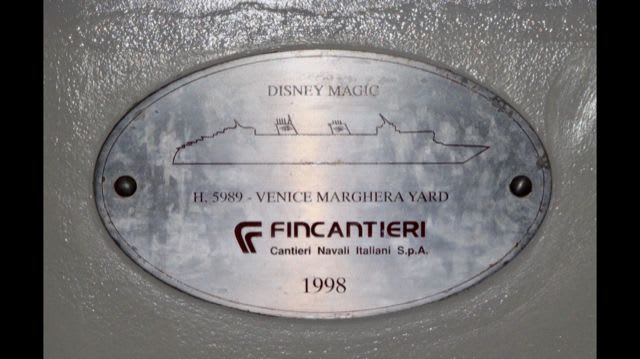 DISNEY MAGIC
H. 5989 - VENICE MARGHERA YARD
FINCANTIERI
Cantieri Navali Italiani S.p.A.
1998